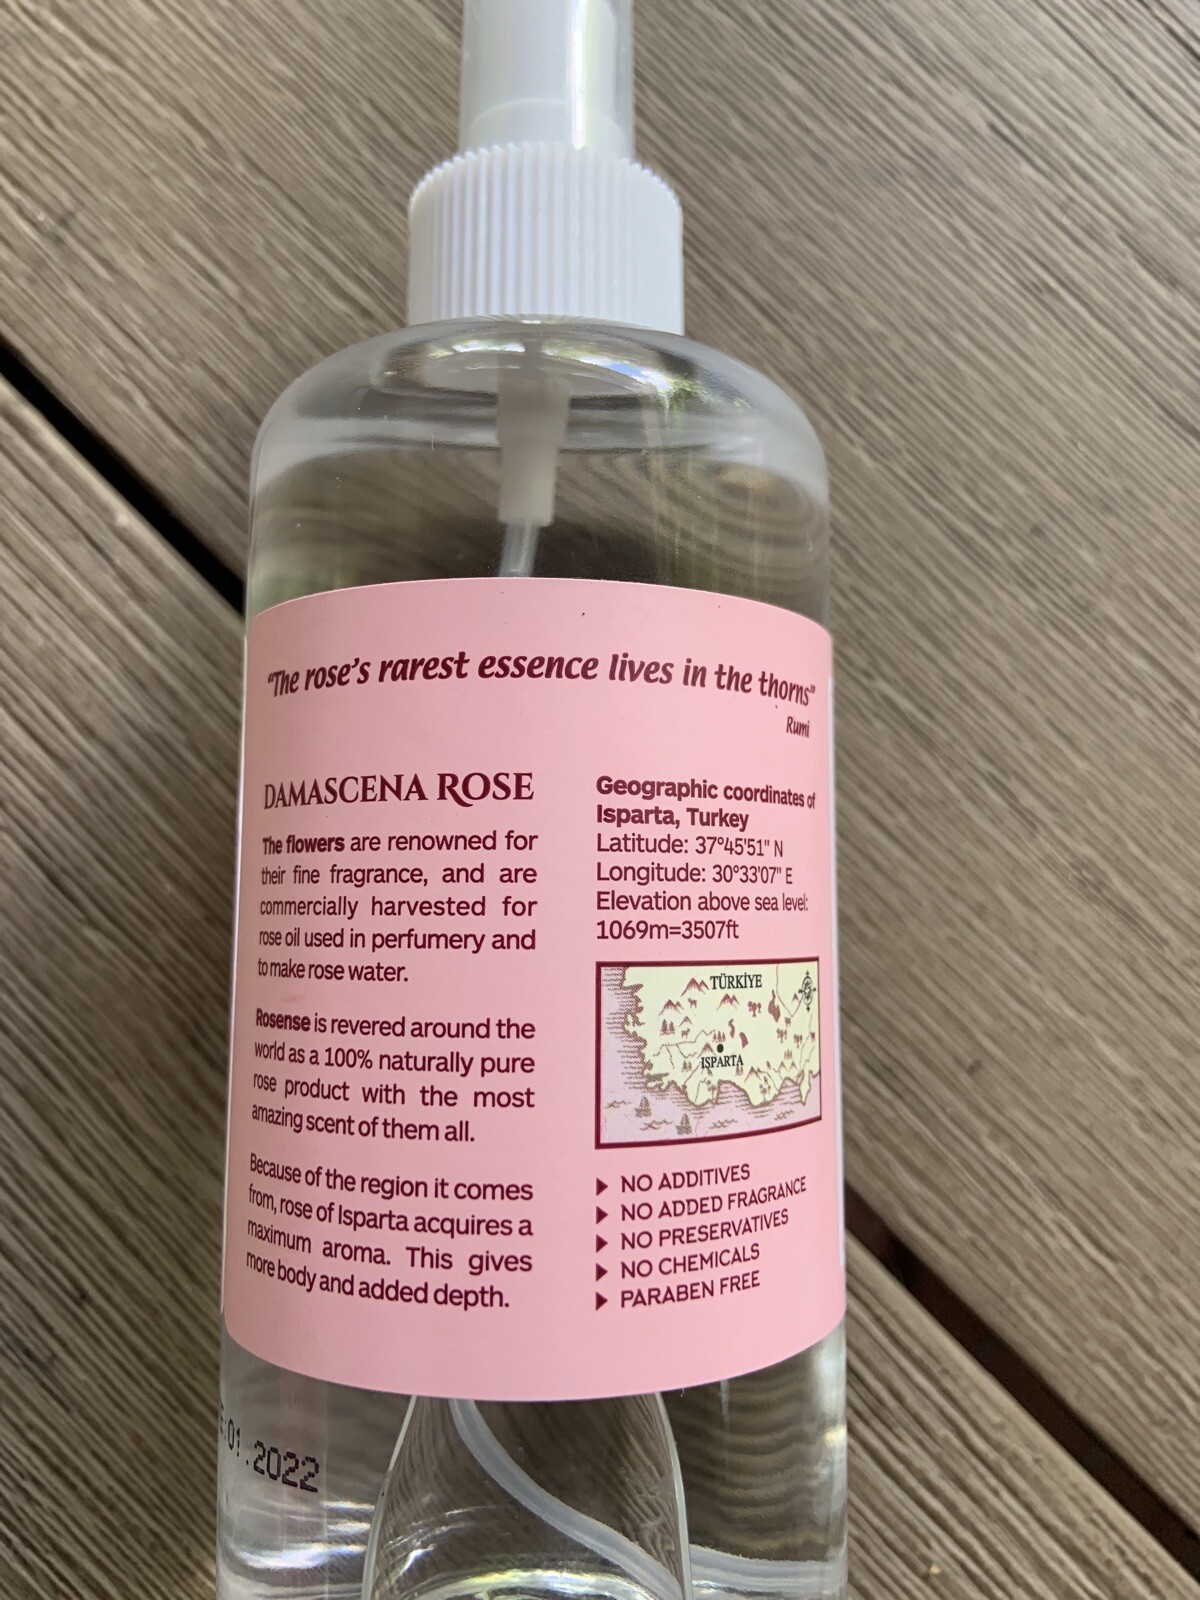 "The rose's rarest essence lives in the thorns"
Rumi
DAMASCENA ROSE
The flowers are renowned for
their fine fragrance, and are
commercially harvested for
rose oil used in perfumery and
to make rose water.
Rosense is revered around the
world as a 100% naturally pure
rose product with the most
amazing scent of them all.
Because of the region it comes
from, rose of Isparta acquires a
maximum aroma. This gives
more body and added depth.
Geographic coordinates of
Isparta, Turkey
Latitude: 37°45'51" N
Longitude: 30°33'07" E
Elevation above sea level:
1069m=3507ft
TÜRKİYE
ISPARTA
NO ADDITIVES
NO ADDED FRAGRANCE
NO PRESERVATIVES
NO CHEMICALS
PARABEN FREE
01.2022